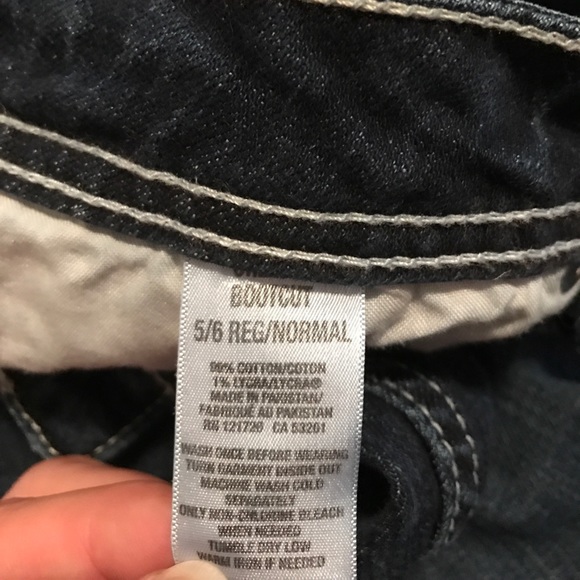 BOOTCUT
5/6 REG/NORMAL
99% COTTON/COTON
1% LYCRA/LYCRA®
MADE IN PAKISTAN/
FABRIQUÉ AU PAKISTAN
RN 121720 CA 53201
WASH ONCE BEFORE WEARING
TURN GARMENT INSIDE OUT
MACHINE WASH COLD
SEPARATELY
ONLY NON-CHLORINE BLEACH
WHEN NEEDED
TUMBLE DRY LOW
WARM IRON IF NEEDED